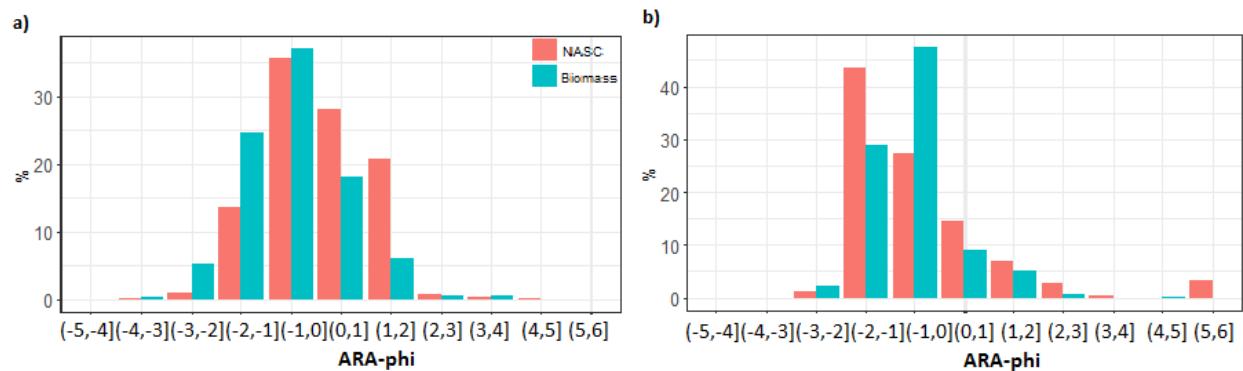 a)
%
30
20
10
0
NASC
Biomass
(-5,-4] (-4,-3] (-3,-2] (-2,-1] (-1,0] (0,1] (1,2] (2,3] (3,4] (4,5] (5,6]
ARA-phi
b)
%
40
30
20
10
0
(-5,-4] (-4,-3] (-3,-2] (-2,-1] (-1,0] (0,1] (1,2] (2,3] (3,4] (4,5] (5,6]
ARA-phi